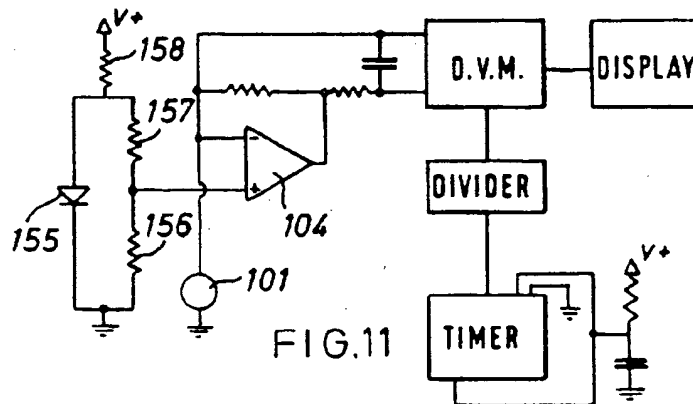 V+
158
157
155
156
101
-
+
104
D.V.M.
DISPLAY
DIVIDER
TIMER
V+
FIG.11